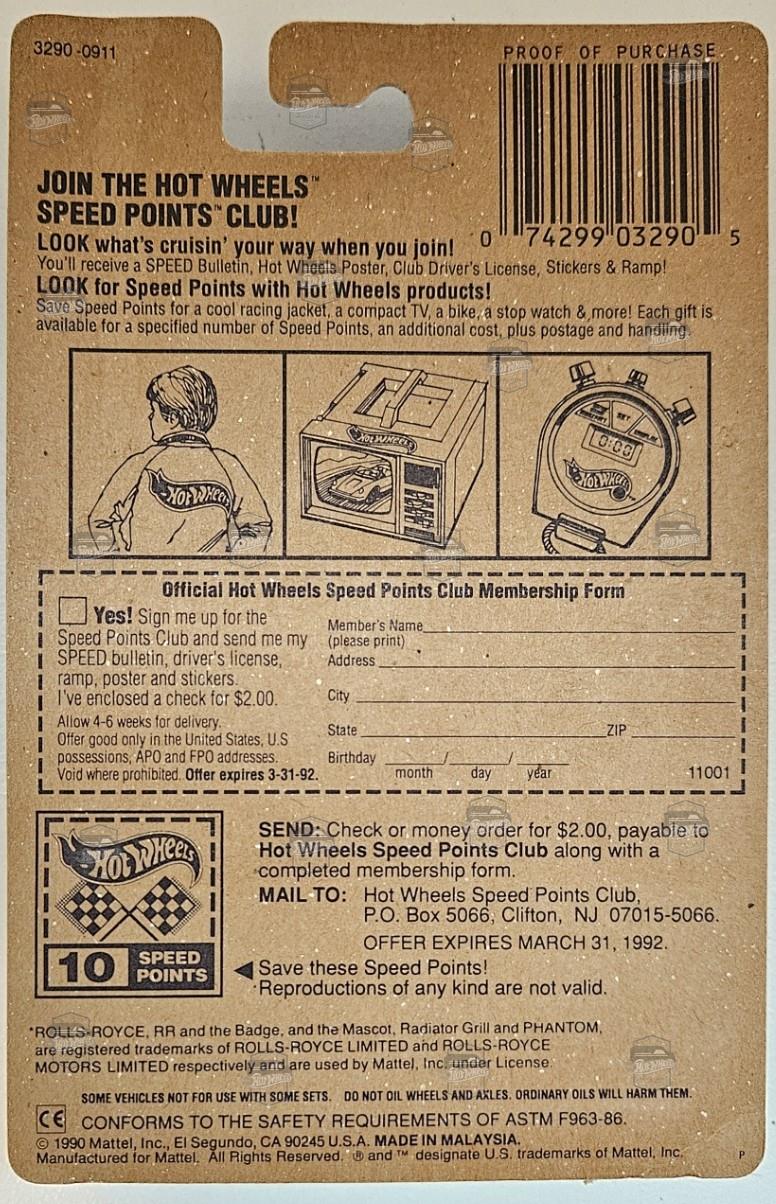 3290-0911
PROOF OF PURCHASE
0 74299 03290 5
JOIN THE HOT WHEELS™
SPEED POINTS™ CLUB!
LOOK what's cruisin' your way when you join!
You'll receive a SPEED Bulletin, Hot Wheels Poster, Club Driver's License, Stickers & Ramp!
LOOK for Speed Points with Hot Wheels products!
Save Speed Points for a cool racing jacket, a compact TV, a bike, a stop watch & more! Each gift is
available for a specified number of Speed Points, an additional cost, plus postage and handling.
HOT WHEELS
HOT WHEELS
SET
0:00
HOT WHEELS
Official Hot Wheels Speed Points Club Membership Form
Yes! Sign me up for the
Speed Points Club and send me my
SPEED bulletin, driver's license,
ramp, poster and stickers.
I've enclosed a check for $2.00.
Allow 4-6 weeks for delivery.
Offer good only in the United States, U.S
possessions, APO and FPO addresses.
Void where prohibited. Offer expires 3-31-92.
Member's Name
(please print)
Address
City
State ZIP
Birthday / /
month day year
11001
HOT WHEELS
10 SPEED
POINTS
SEND: Check or money order for $2.00, payable to
Hot Wheels Speed Points Club along with a
completed membership form.
MAIL TO: Hot Wheels Speed Points Club,
P.O. Box 5066, Clifton, NJ 07015-5066.
OFFER EXPIRES MARCH 31, 1992.
Save these Speed Points!
Reproductions of any kind are not valid.
*ROLLS-ROYCE, RR and the Badge, and the Mascot, Radiator Grill and PHANTOM,
are registered trademarks of ROLLS-ROYCE LIMITED and ROLLS-ROYCE
MOTORS LIMITED respectively and are used by Mattel, Inc. under License.
SOME VEHICLES NOT FOR USE WITH SOME SETS. DO NOT OIL WHEELS AND AXLES. ORDINARY OILS WILL HARM THEM.
CE CONFORMS TO THE SAFETY REQUIREMENTS OF ASTM F963-86.
© 1990 Mattel, Inc., El Segundo, CA 90245 U.S.A. MADE IN MALAYSIA.
Manufactured for Mattel. All Rights Reserved. ® and ™ designate U.S. trademarks of Mattel, Inc.
P